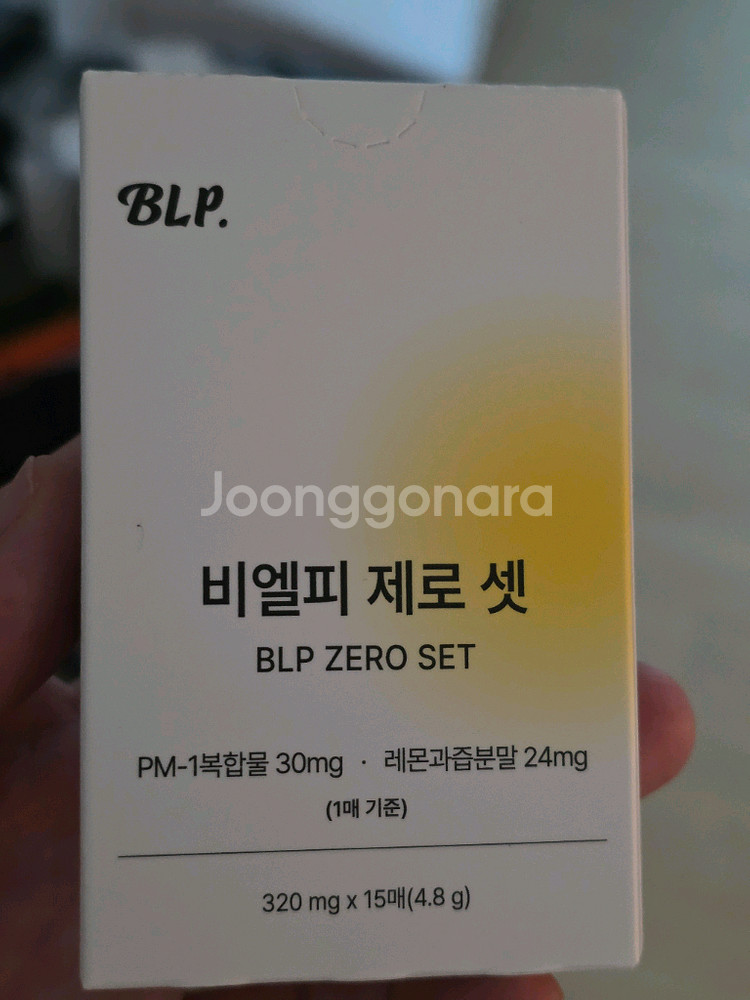 BLP.
Joonggonara
비엘피 제로 셋
BLP ZERO SET
PM-1복합물 30mg · 레몬과즙분말 24mg
(1매 기준)
320 mg x 15매(4.8 g)